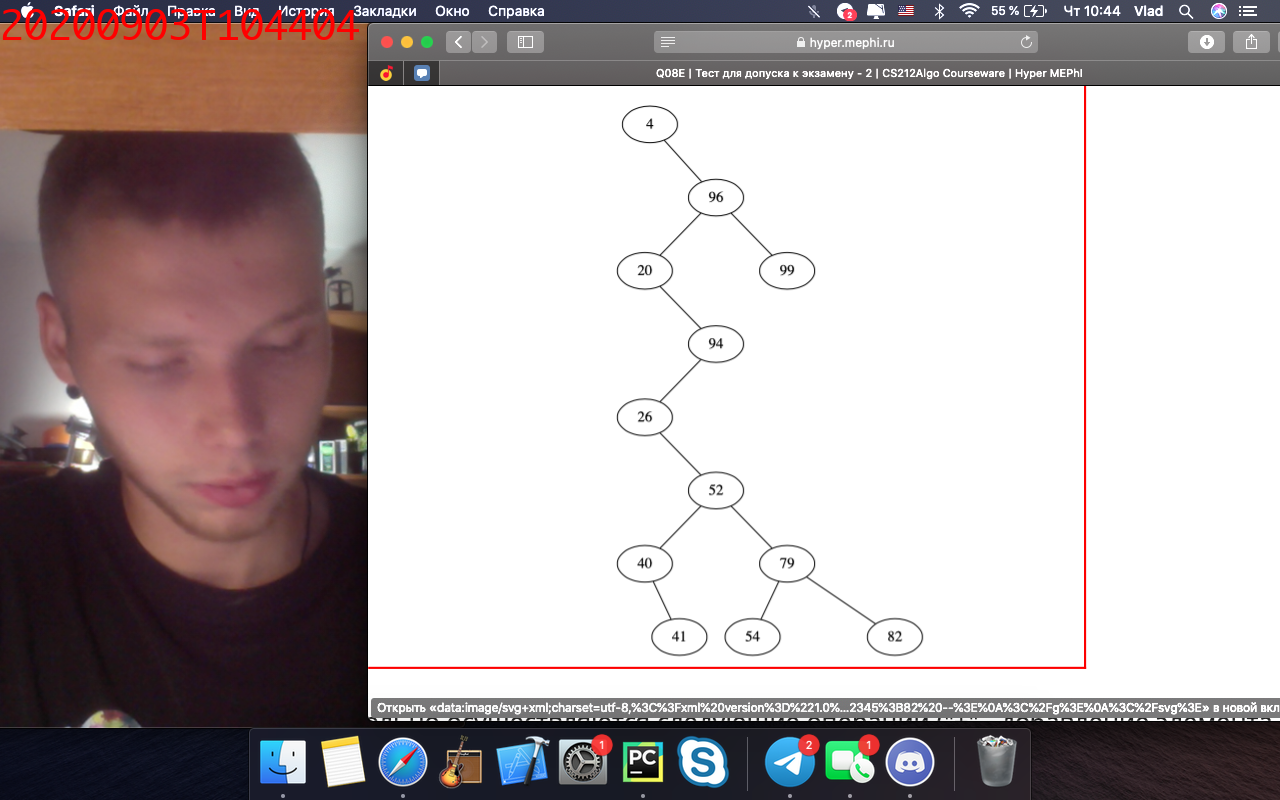 20200903T104404
Safari Файл Правка Вид История Закладки Окно Справка
55 % Чт 10:44 Vlad
2
hyper.mephi.ru
Q08E | Тест для допуска к экзамену - 2 | CS212Algo Courseware | Hyper MEPhI
4
96
20 99
94
26
52
40 79
41 54 82
Открыть «data:image/svg+xml;charset=utf-8,%3C%3Fxml%20version%3D%221.0%...2345%3B82%20--%3E%0A%3C%2Fg%3E%0A%3C%2Fsvg%3E» в новой вкл
1 PC 2 1